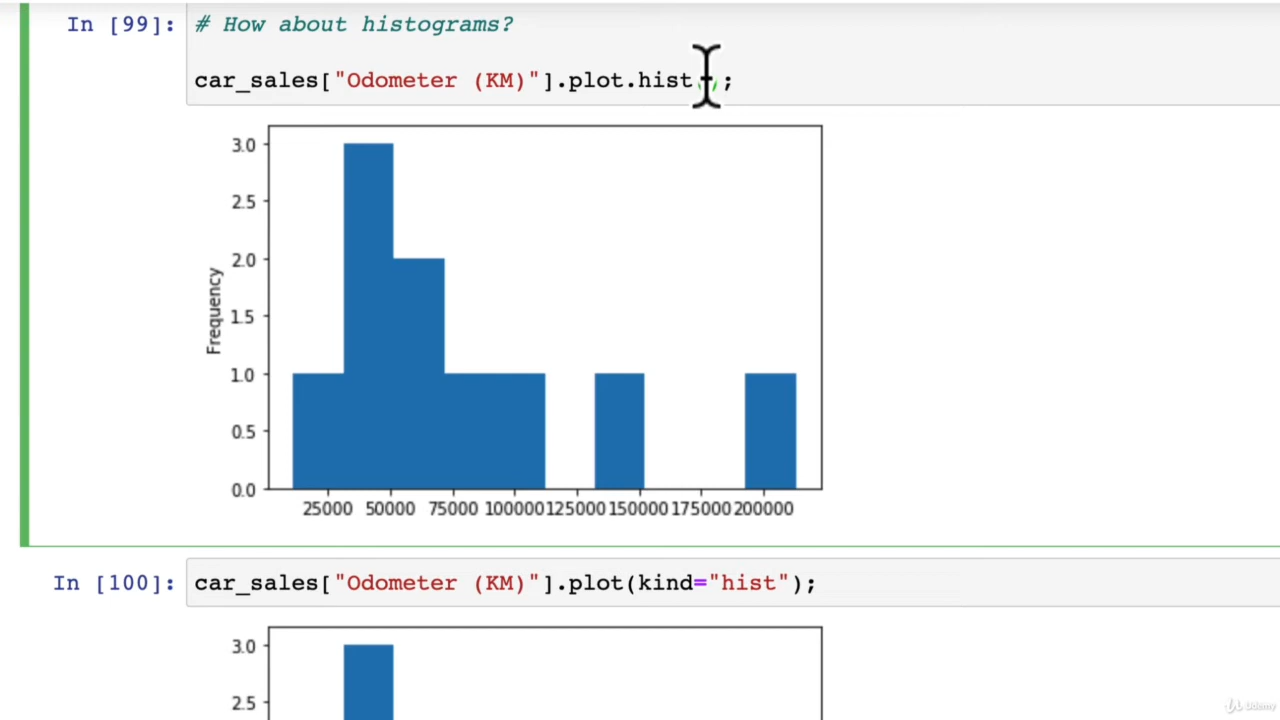 In [99]: # How about histograms?
car_sales["Odometer (KM)"].plot.hist();
3.0
2.5
2.0
1.5
1.0
0.5
0.0
Frequency
25000 50000 75000 100000 125000 150000 175000 200000
In [100]: car_sales["Odometer (KM)"].plot(kind="hist");
3.0
2.5
Udemy